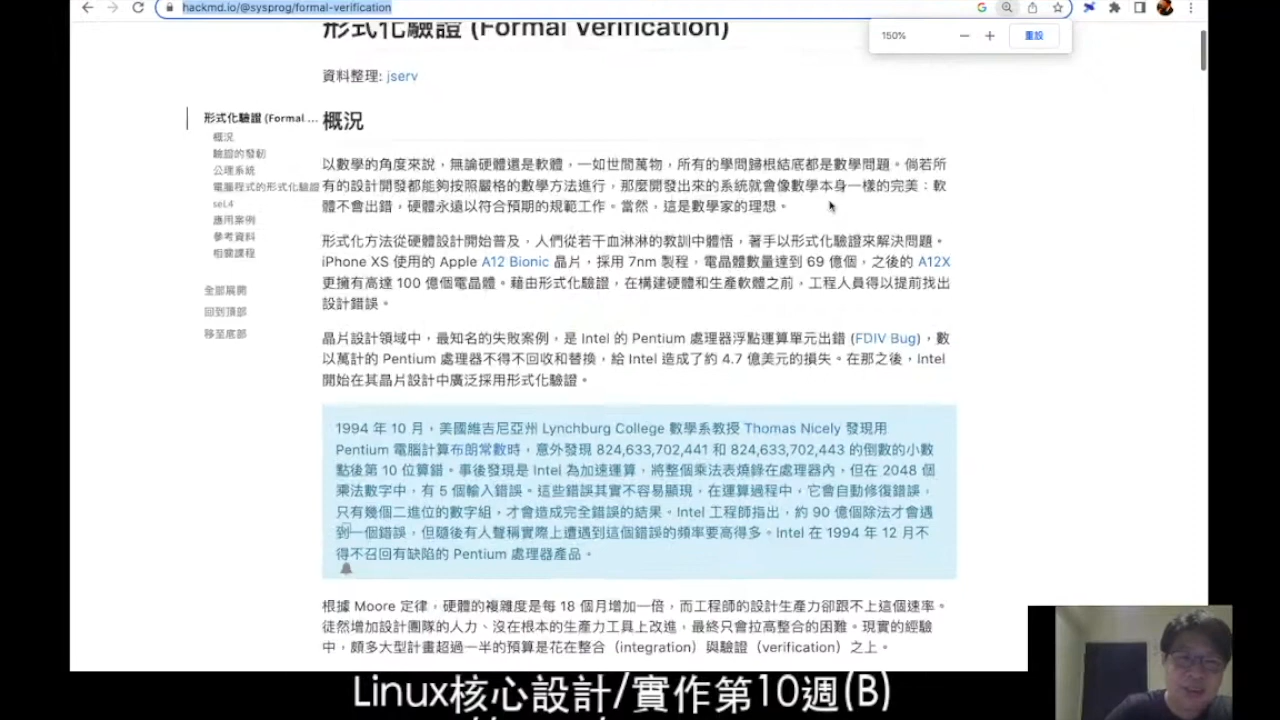 hackmd.io/@sysprog/formal-verification
形式化驗證 (Formal Verification)
150%
重設
資料整理: jserv
形式化驗證 (Formal ...
概況
驗證的發軔
公理系統
電腦程式的形式化驗證
seL4
應用案例
參考資料
相關課程
全部展開
回到頂部
移至底部
概況
以數學的角度來說，無論硬體還是軟體，一如世間萬物，所有的學問歸根結底都是數學問題。倘若所
有的設計開發都能夠按照嚴格的數學方法進行，那麼開發出來的系統就會像數學本身一樣的完美：軟
體不會出錯，硬體永遠以符合預期的規範工作。當然，這是數學家的理想。
形式化方法從硬體設計開始普及，人們從若干血淋淋的教訓中體悟，著手以形式化驗證來解決問題。
iPhone XS 使用的 Apple A12 Bionic 晶片，採用 7nm 製程，電晶體數量達到 69 億個，之後的 A12X
更擁有高達 100 億個電晶體。藉由形式化驗證，在構建硬體和生產軟體之前，工程人員得以提前找出
設計錯誤。
晶片設計領域中，最知名的失敗案例，是 Intel 的 Pentium 處理器浮點運算單元出錯 (FDIV Bug)，數
以萬計的 Pentium 處理器不得不回收和替換，給 Intel 造成了約 4.7 億美元的損失。在那之後，Intel
開始在其晶片設計中廣泛採用形式化驗證。
1994 年 10 月，美國維吉尼亞州 Lynchburg College 數學系教授 Thomas Nicely 發現用
Pentium 電腦計算布朗常數時，意外發現 824,633,702,441 和 824,633,702,443 的倒數的小數
點後第 10 位算錯。事後發現是 Intel 為加速運算，將整個乘法表燒錄在處理器內，但在 2048 個
乘法數字中，有 5 個輸入錯誤。這些錯誤其實不容易顯現，在運算過程中，它會自動修復錯誤，
只有幾個二進位的數字組，才會造成完全錯誤的結果。Intel 工程師指出，約 90 億個除法才會遇
到一個錯誤，但隨後有人聲稱實際上遭遇到這個錯誤的頻率要高得多。Intel 在 1994 年 12 月不
得不召回有缺陷的 Pentium 處理器產品。
根據 Moore 定律，硬體的複雜度是每 18 個月增加一倍，而工程師的設計生產力卻跟不上這個速率。
徒然增加設計團隊的人力、沒在根本的生產力工具上改進，最終只會拉高整合的困難。現實的經驗
中，頗多大型計畫超過一半的預算是花在整合（integration）與驗證（verification）之上。
Linux核心設計/實作第10週(B)